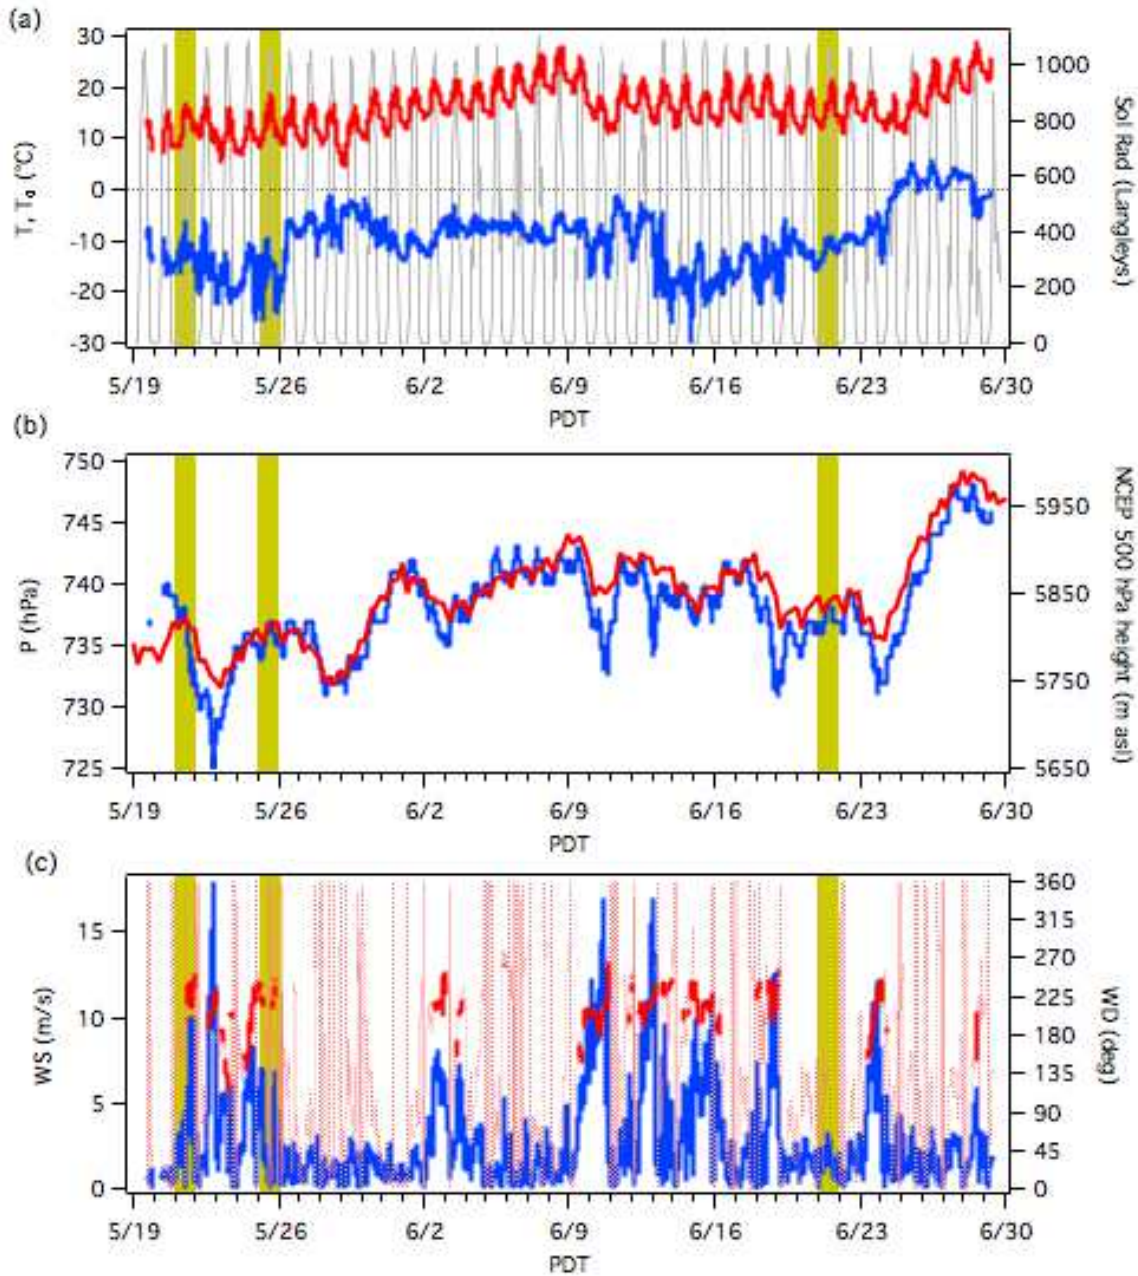 (a)
30
20
10
0
-10
-20
-30
T, Td (°C)
1000
800
600
400
200
0
Sol Rad (Langleys)
5/19 5/26 6/2 6/9 6/16 6/23 6/30
PDT
(b)
750
745
740
735
730
725
P (hPa)
5950
5850
5750
5650
NCEP 500 hPa height (m asl)
5/19 5/26 6/2 6/9 6/16 6/23 6/30
PDT
(c)
15
10
5
0
WS (m/s)
360
315
270
225
180
135
90
45
0
WD (deg)
5/19 5/26 6/2 6/9 6/16 6/23 6/30
PDT